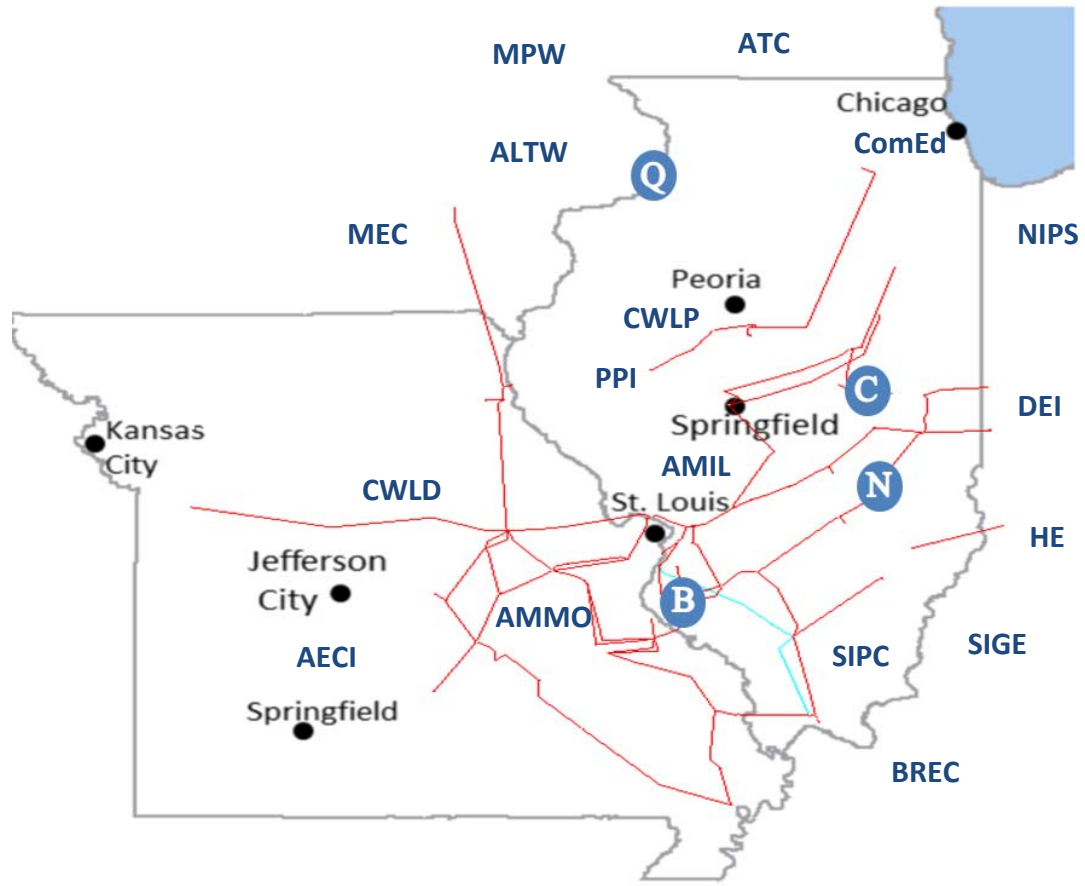 ATC
MPW
Chicago
ComEd
ALTW
Q
MEC
NIPS
Peoria
CWLP
PPI
C
DEI
Springfield
Kansas
City
AMIL
N
CWLD
St. Louis
HE
Jefferson
City
B
AMMO
AECI
SIPC
SIGE
Springfield
BREC